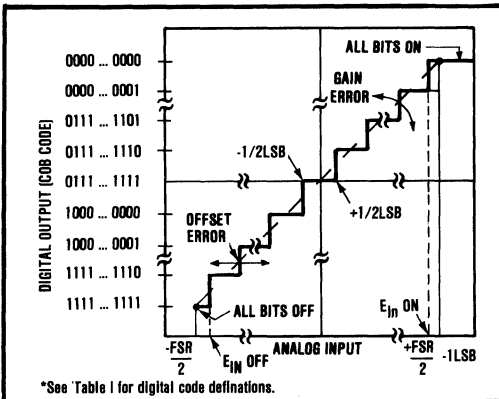 ALL BITS ON
0000 ... 0000
GAIN
ERROR
0000 ... 0001
0111 ... 1101
0111 ... 1110
-1/2LSB
0111 ... 1111
+1/2LSB
1000 ... 0000
OFFSET
ERROR
1000 ... 0001
1111 ... 1110
1111 ... 1111
ALL BITS OFF
Ein ON
DIGITAL OUTPUT (COB CODE)
-FSR
2
EIN OFF
ANALOG INPUT
+FSR
2
-1LSB
*See Table I for digital code definations.